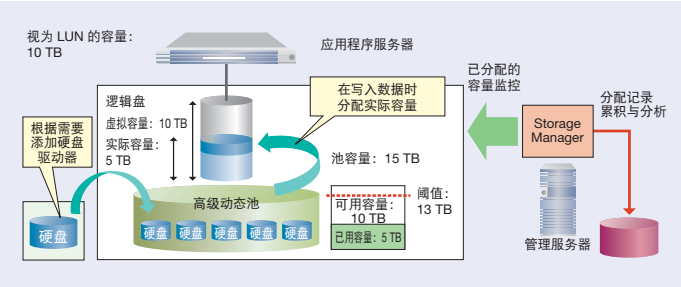 视为 LUN 的容量：
10 TB
应用程序服务器
已分配的
容量监控
分配记录
累积与分析
在写入数据时
分配实际容量
逻辑盘
虚拟容量：10 TB
实际容量：
5 TB
根据需要
添加硬盘
驱动器
Storage
Manager
池容量：15 TB
高级动态池
阈值：
13 TB
可用容量：
10 TB
已用容量：5 TB
硬盘
硬盘
硬盘
硬盘
硬盘
硬盘
管理服务器